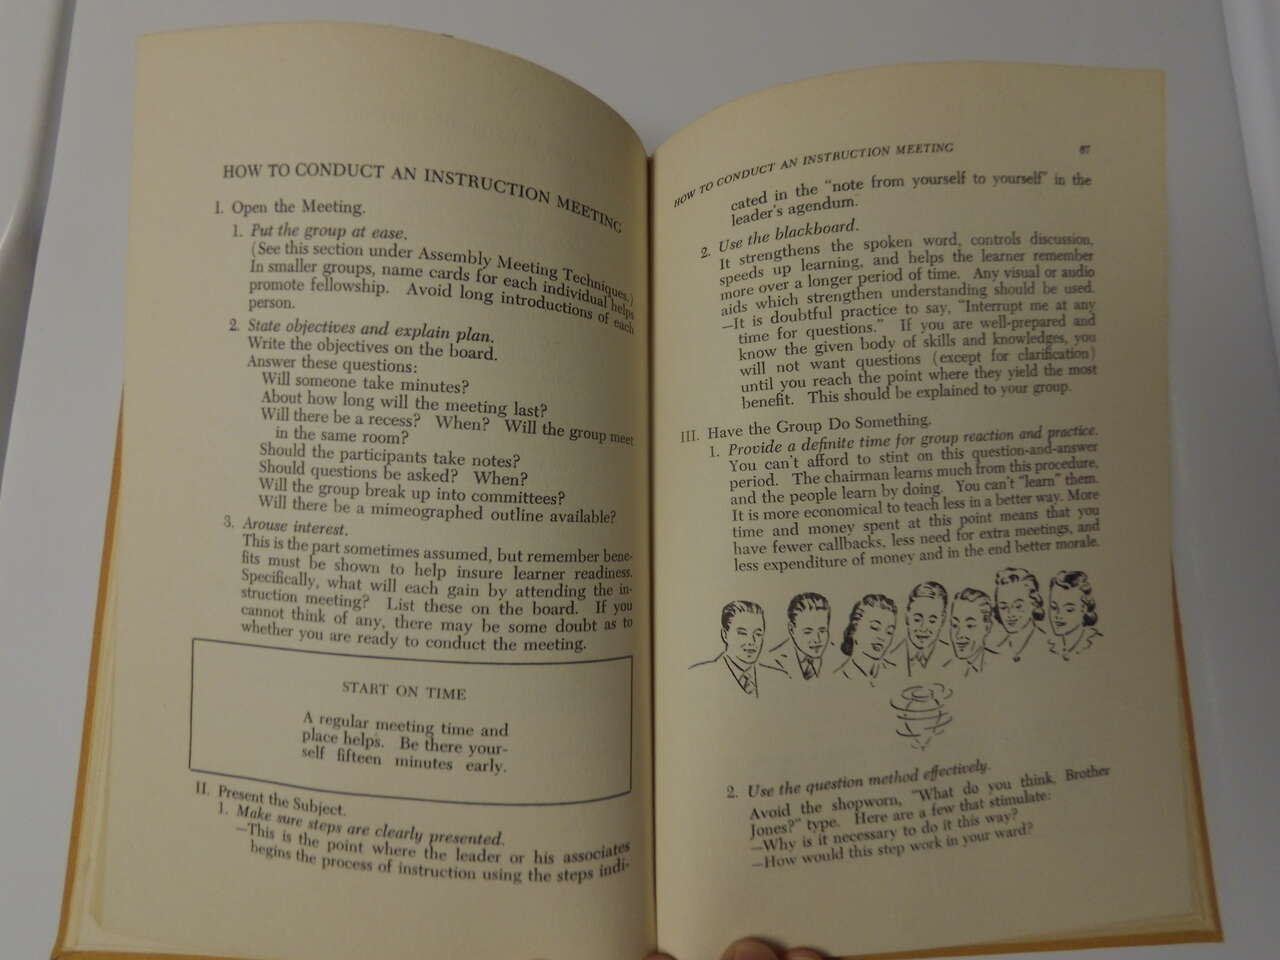 HOW TO CONDUCT AN INSTRUCTION MEETING
I. Open the Meeting.
1. Put the group at ease.
(See this section under Assembly Meeting Techniques.)
In smaller groups, name cards for each individual helps
promote fellowship. Avoid long introductions of each
person.
2. State objectives and explain plan.
Write the objectives on the board.
Answer these questions:
Will someone take minutes?
About how long will the meeting last?
Will there be a recess? When? Will the group meet
in the same room?
Should the participants take notes?
Should questions be asked? When?
Will the group break up into committees?
Will there be a mimeographed outline available?
3. Arouse interest.
This is the part sometimes assumed, but remember bene-
fits must be shown to help insure learner readiness.
Specifically, what will each gain by attending the in-
struction meeting? List these on the board. If you
cannot think of any, there may be some doubt as to
whether you are ready to conduct the meeting.
START ON TIME
A regular meeting time and
place helps. Be there your-
self fifteen minutes early.
II. Present the Subject.
1. Make sure steps are clearly presented.
—This is the point where the leader or his associates
begins the process of instruction using the steps indi-
HOW TO CONDUCT AN INSTRUCTION MEETING 67
cated in the "note from yourself to yourself" in the
leader's agendum.
2. Use the blackboard.
It strengthens the spoken word, controls discussion,
speeds up learning, and helps the learner remember
more over a longer period of time. Any visual or audio
aids which strengthen understanding should be used.
—It is doubtful practice to say, "Interrupt me at any
time for questions." If you are well-prepared and
know the given body of skills and knowledges, you
will not want questions (except for clarification)
until you reach the point where they yield the most
benefit. This should be explained to your group.
III. Have the Group Do Something.
1. Provide a definite time for group reaction and practice.
You can't afford to stint on this question-and-answer
period. The chairman learns much from this procedure,
and the people learn by doing. You can't "learn" them.
It is more economical to teach less in a better way. More
time and money spent at this point means that you
have fewer callbacks, less need for extra meetings, and
less expenditure of money and in the end better morale.
2. Use the question method effectively.
Avoid the shopworn, "What do you think, Brother
Jones?" type. Here are a few that stimulate:
—Why is it necessary to do it this way?
—How would this step work in your ward?